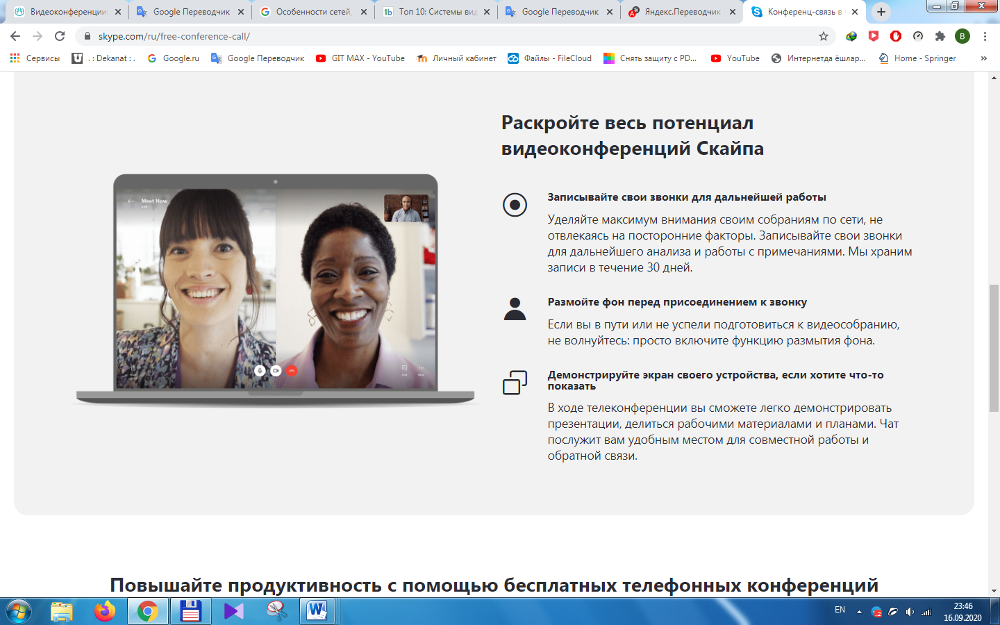 Видеоконференции
Google Переводчик
Особенности сетей,
Топ 10: Системы вид
Google Переводчик
Яндекс.Переводчик
Конференц-связь в
skype.com/ru/free-conference-call/
B
Сервисы
. : Dekanat : .
Google.ru
Google Переводчик
GIT MAX - YouTube
Личный кабинет
Файлы - FileCloud
Снять защиту с PD...
YouTube
Интернетда ёшлар...
Home - Springer
»
Meet Now
Раскройте весь потенциал
видеоконференций Скайпа
Записывайте свои звонки для дальнейшей работы
Уделяйте максимум внимания своим собраниям по сети, не
отвлекаясь на посторонние факторы. Записывайте свои звонки
для дальнейшего анализа и работы с примечаниями. Мы храним
записи в течение 30 дней.
Размойте фон перед присоединением к звонку
Если вы в пути или не успели подготовиться к видеособранию,
не волнуйтесь: просто включите функцию размытия фона.
Демонстрируйте экран своего устройства, если хотите что-то
показать
В ходе телеконференции вы сможете легко демонстрировать
презентации, делиться рабочими материалами и планами. Чат
послужит вам удобным местом для совместной работы и
обратной связи.
Повышайте продуктивность с помощью бесплатных телефонных конференций
EN
2
23:46
16.09.2020